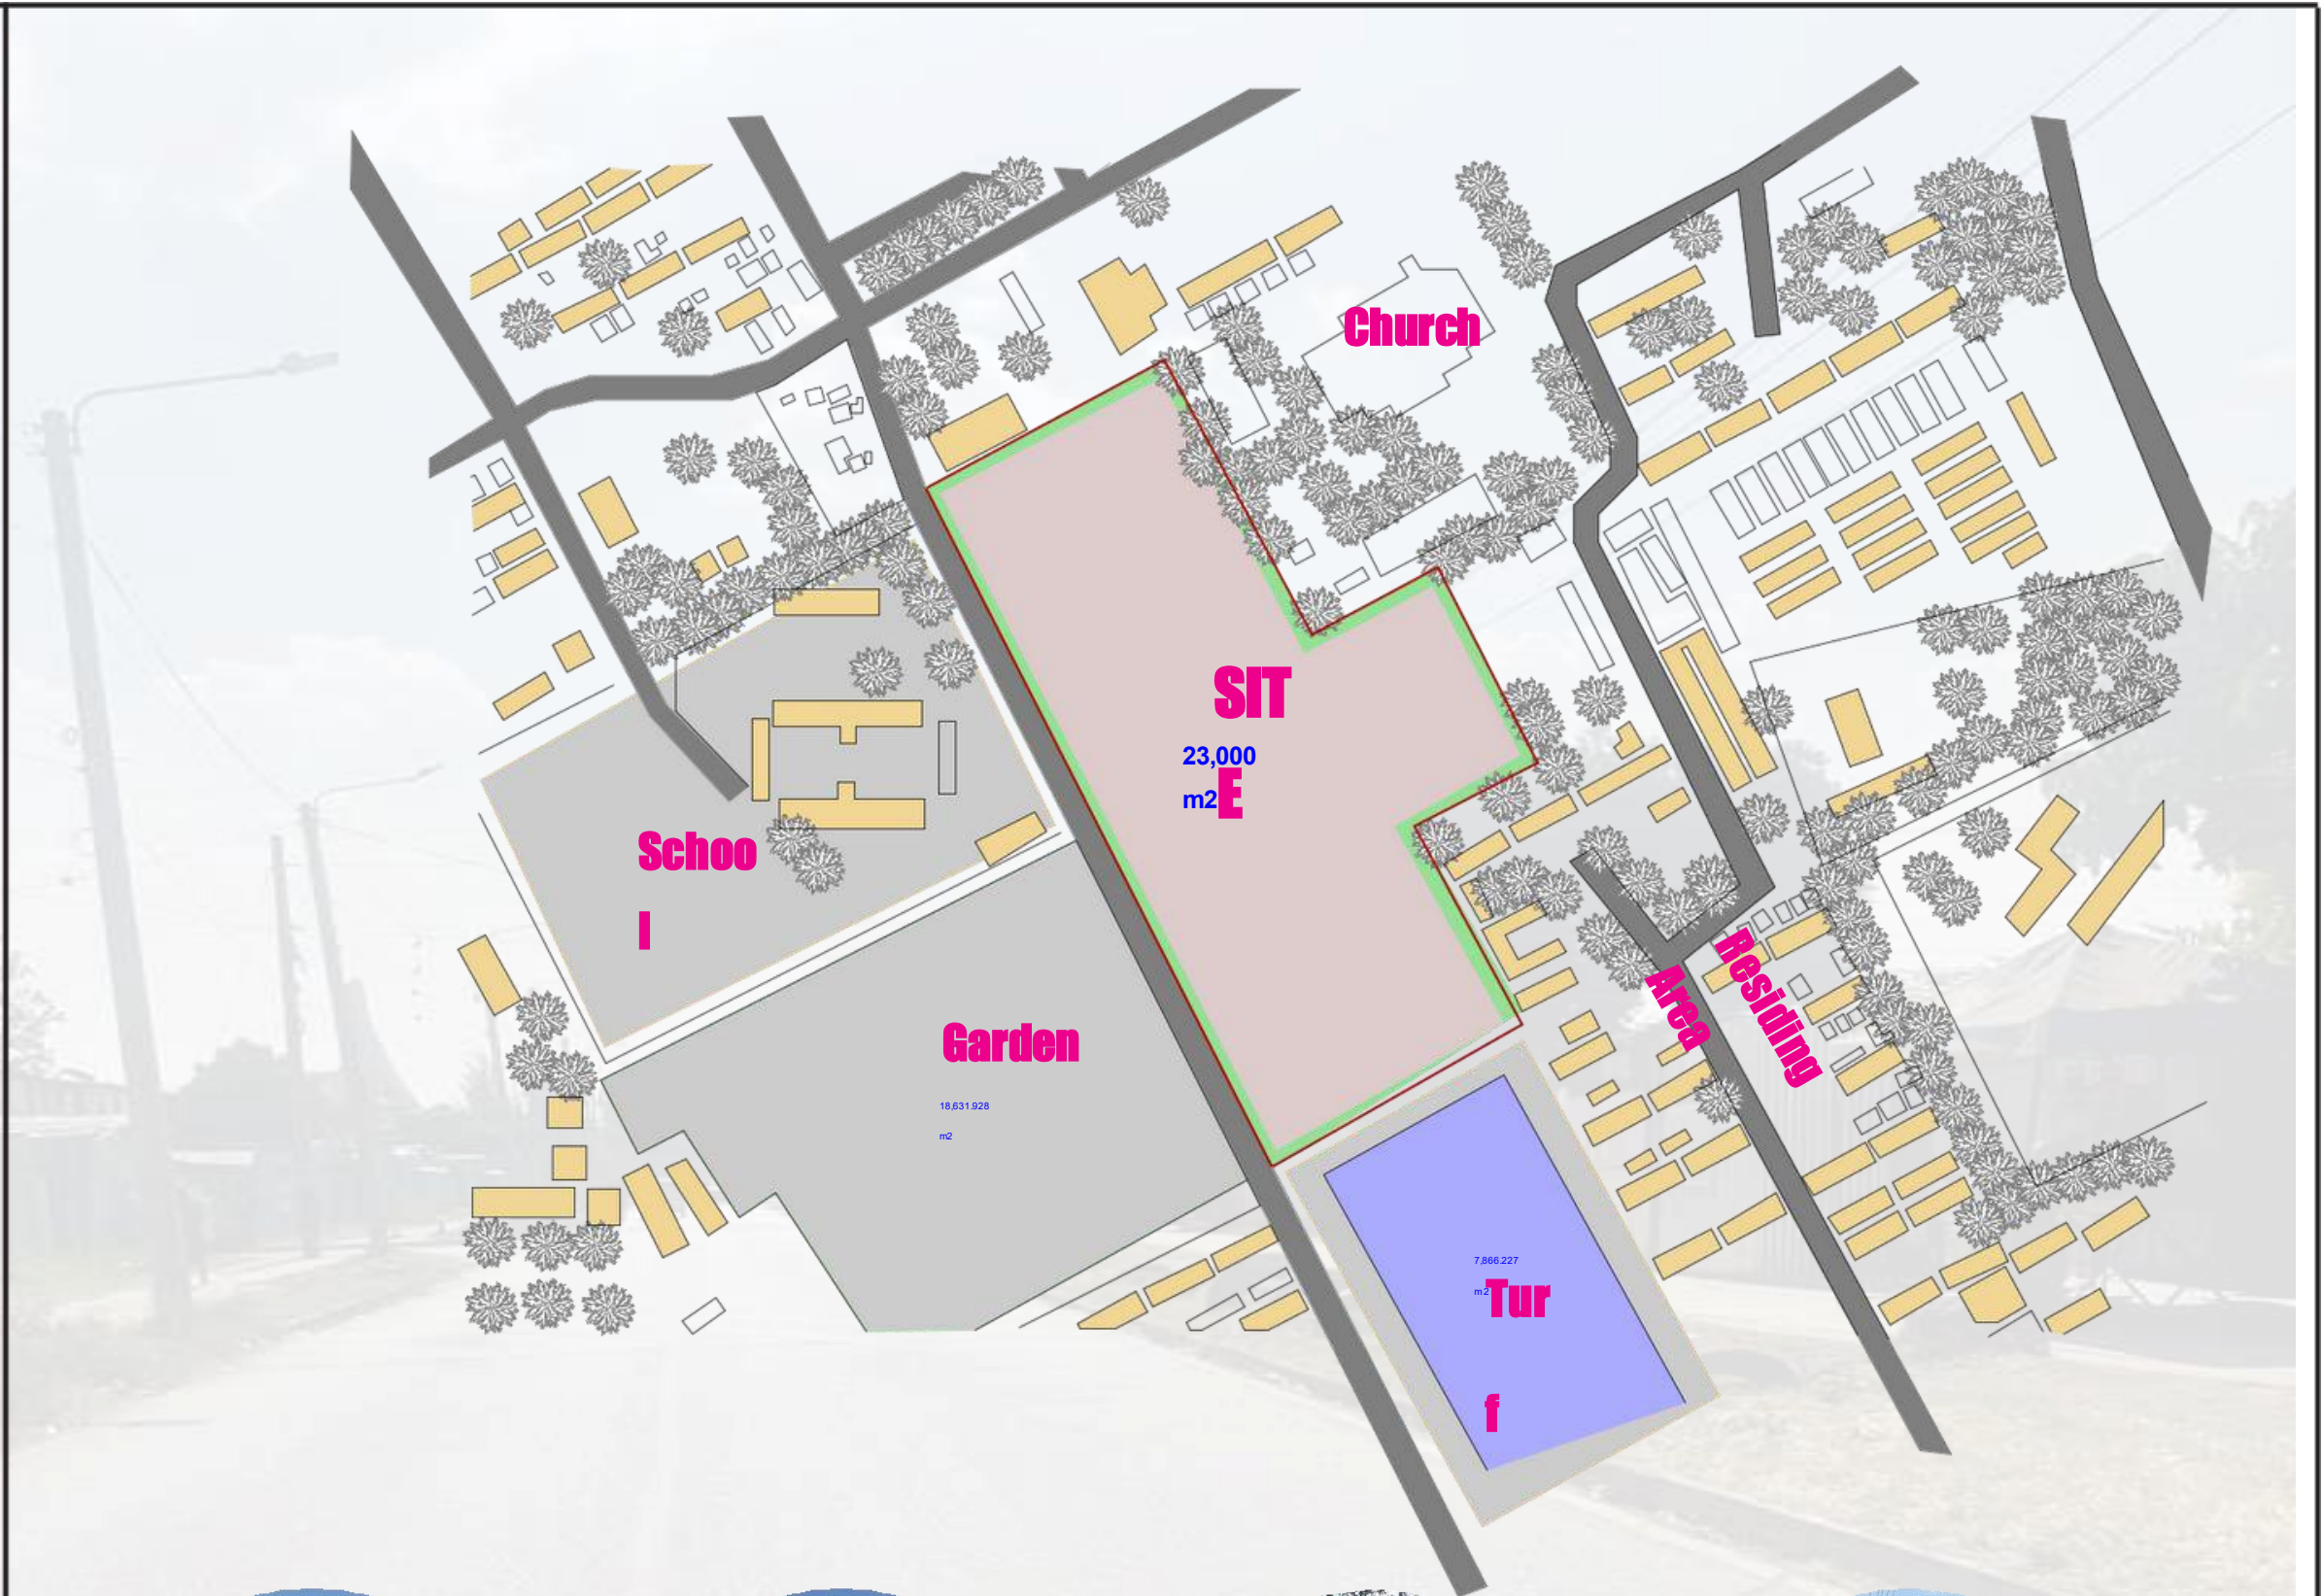 Church
SIT
E
23,000
m2
Schoo
l
Garden
18,631.928
m2
Residing
Area
7,866.227
m2
Tur
f